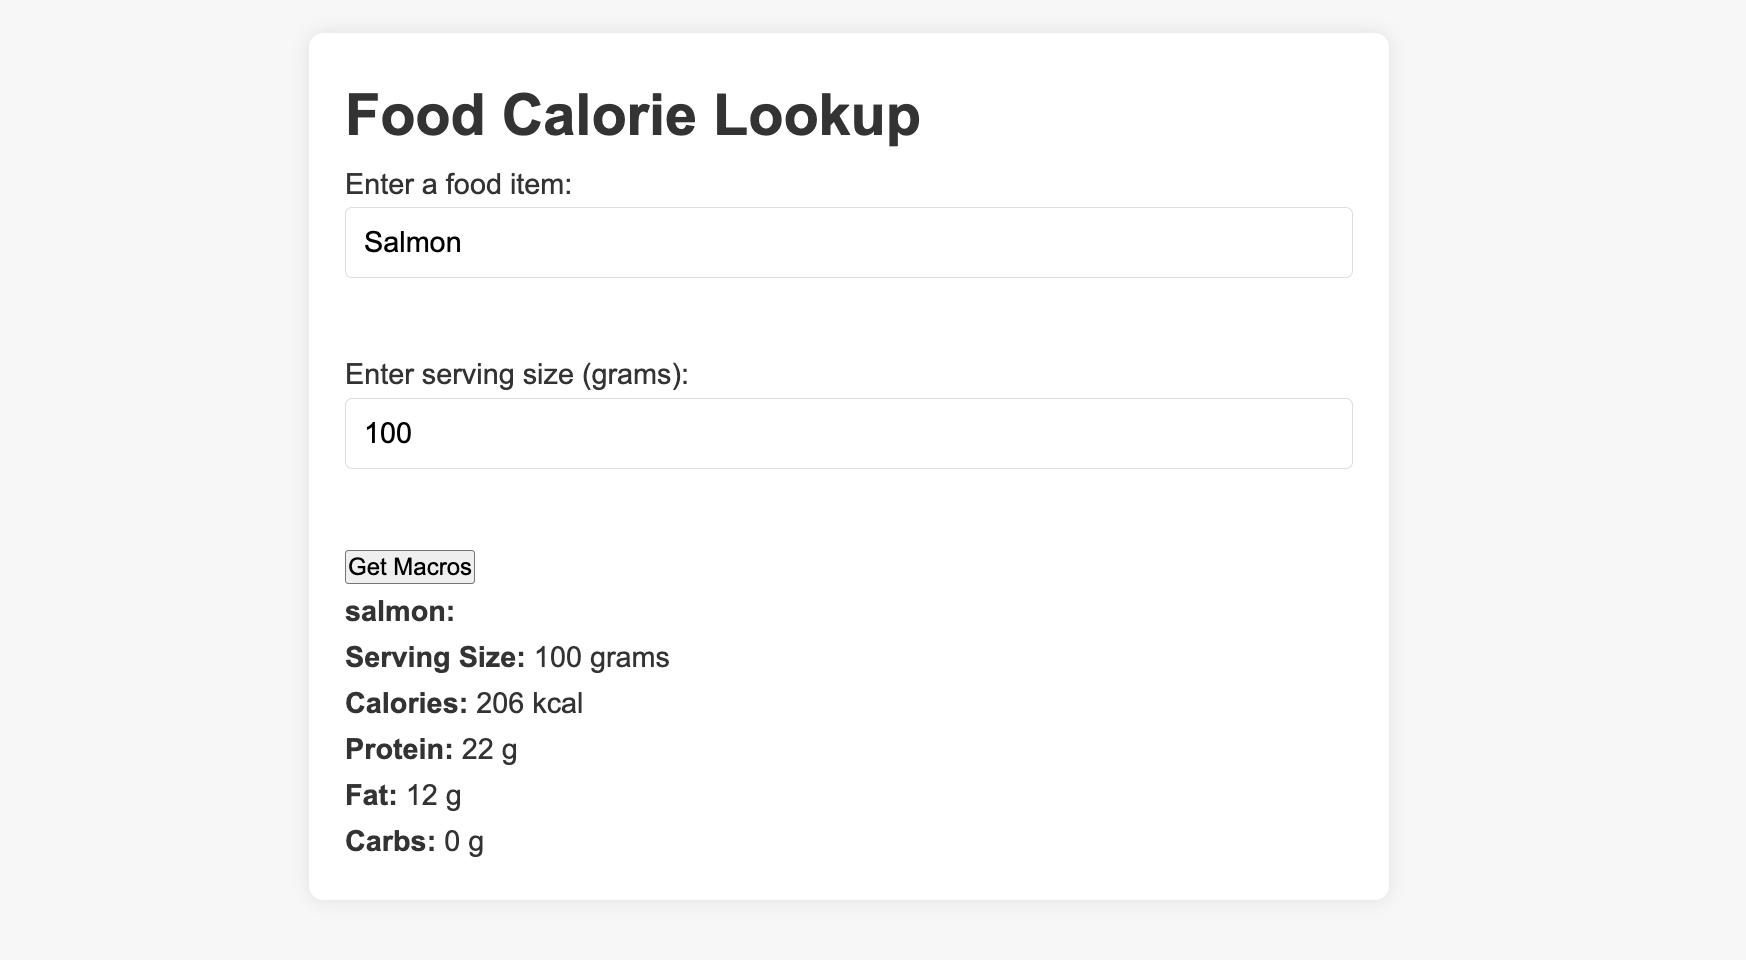 Food Calorie Lookup
Enter a food item:
Salmon
Enter serving size (grams):
100
Get Macros
salmon:
Serving Size: 100 grams
Calories: 206 kcal
Protein: 22 g
Fat: 12 g
Carbs: 0 g